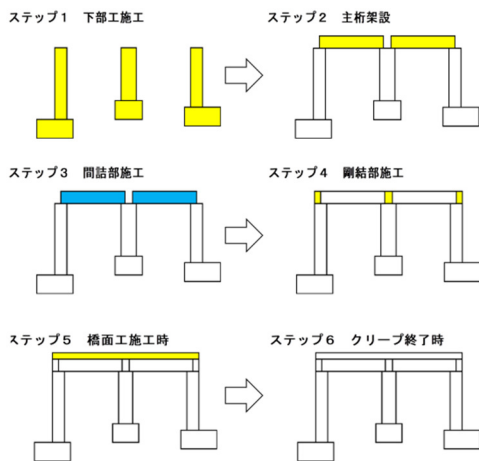 ステップ1 下部工施工
ステップ2 主桁架設
ステップ3 間詰部施工
ステップ4 剛結部施工
ステップ5 橋面工施工時
ステップ6 クリープ終了時